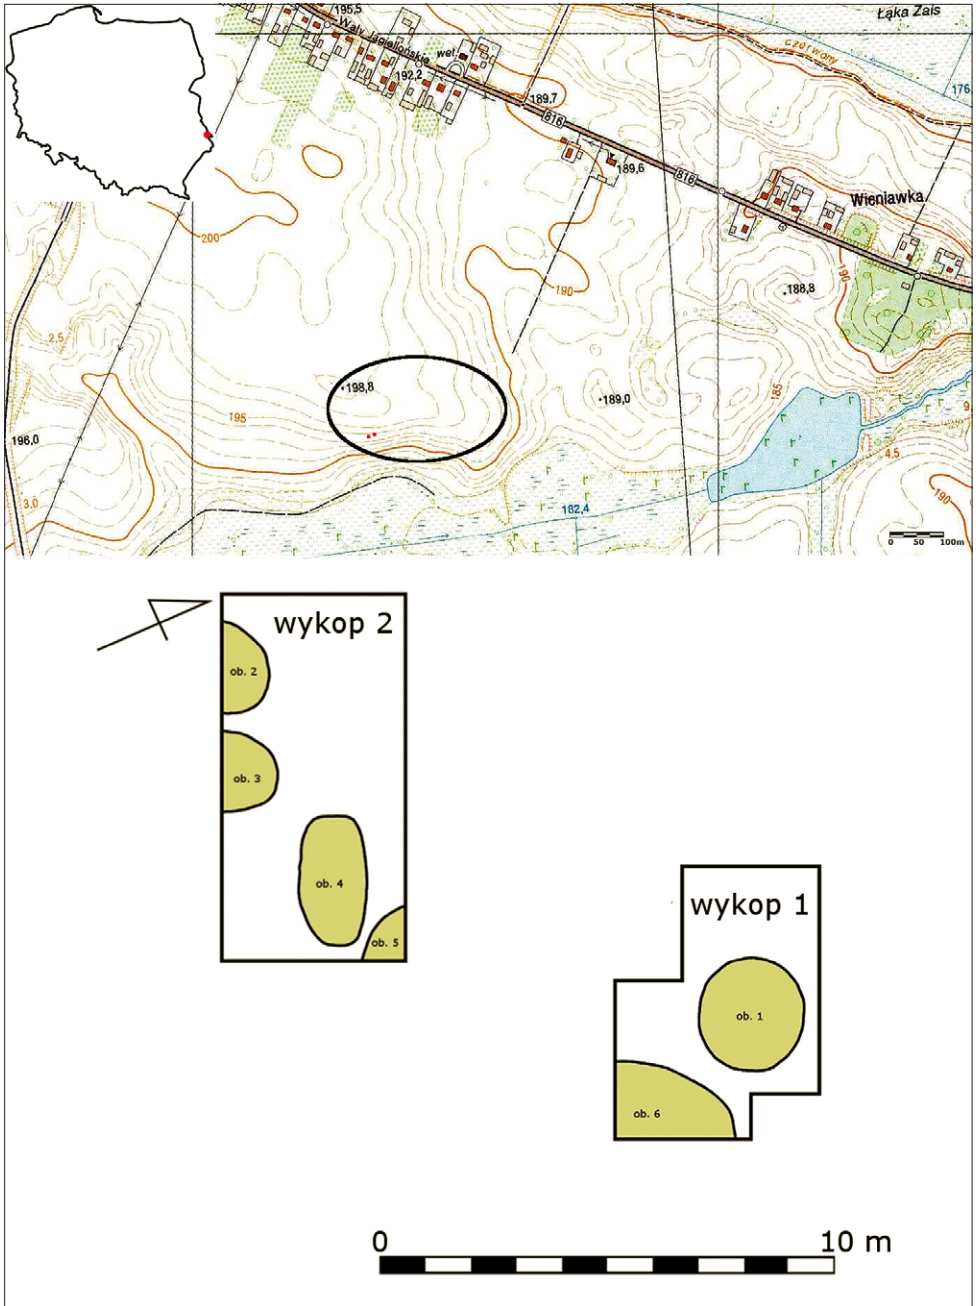 195,5
Łąka Zajs
Wały Jagiellońskie
wet.
czerwony
192,2
176,
189,7
816
189,6
816
Wieniawka
200
190
188,8
190
2,5
198,8
185
195
189,0
9
196,0
4,5
3,0
182,4
190
0 50 100m
wykop 2
ob. 2
ob. 3
ob. 4
ob. 5
wykop 1
ob. 1
ob. 6
0 10 m